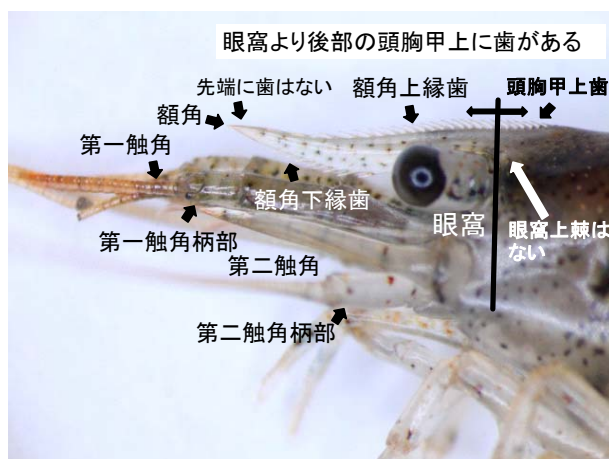 眼窩より後部の頭胸甲上に歯がある
先端に歯はない
額角上縁歯
頭胸甲上歯
額角
第一触角
額角下縁歯
眼窩
眼窩上棘は
ない
第一触角柄部
第二触角
第二触角柄部